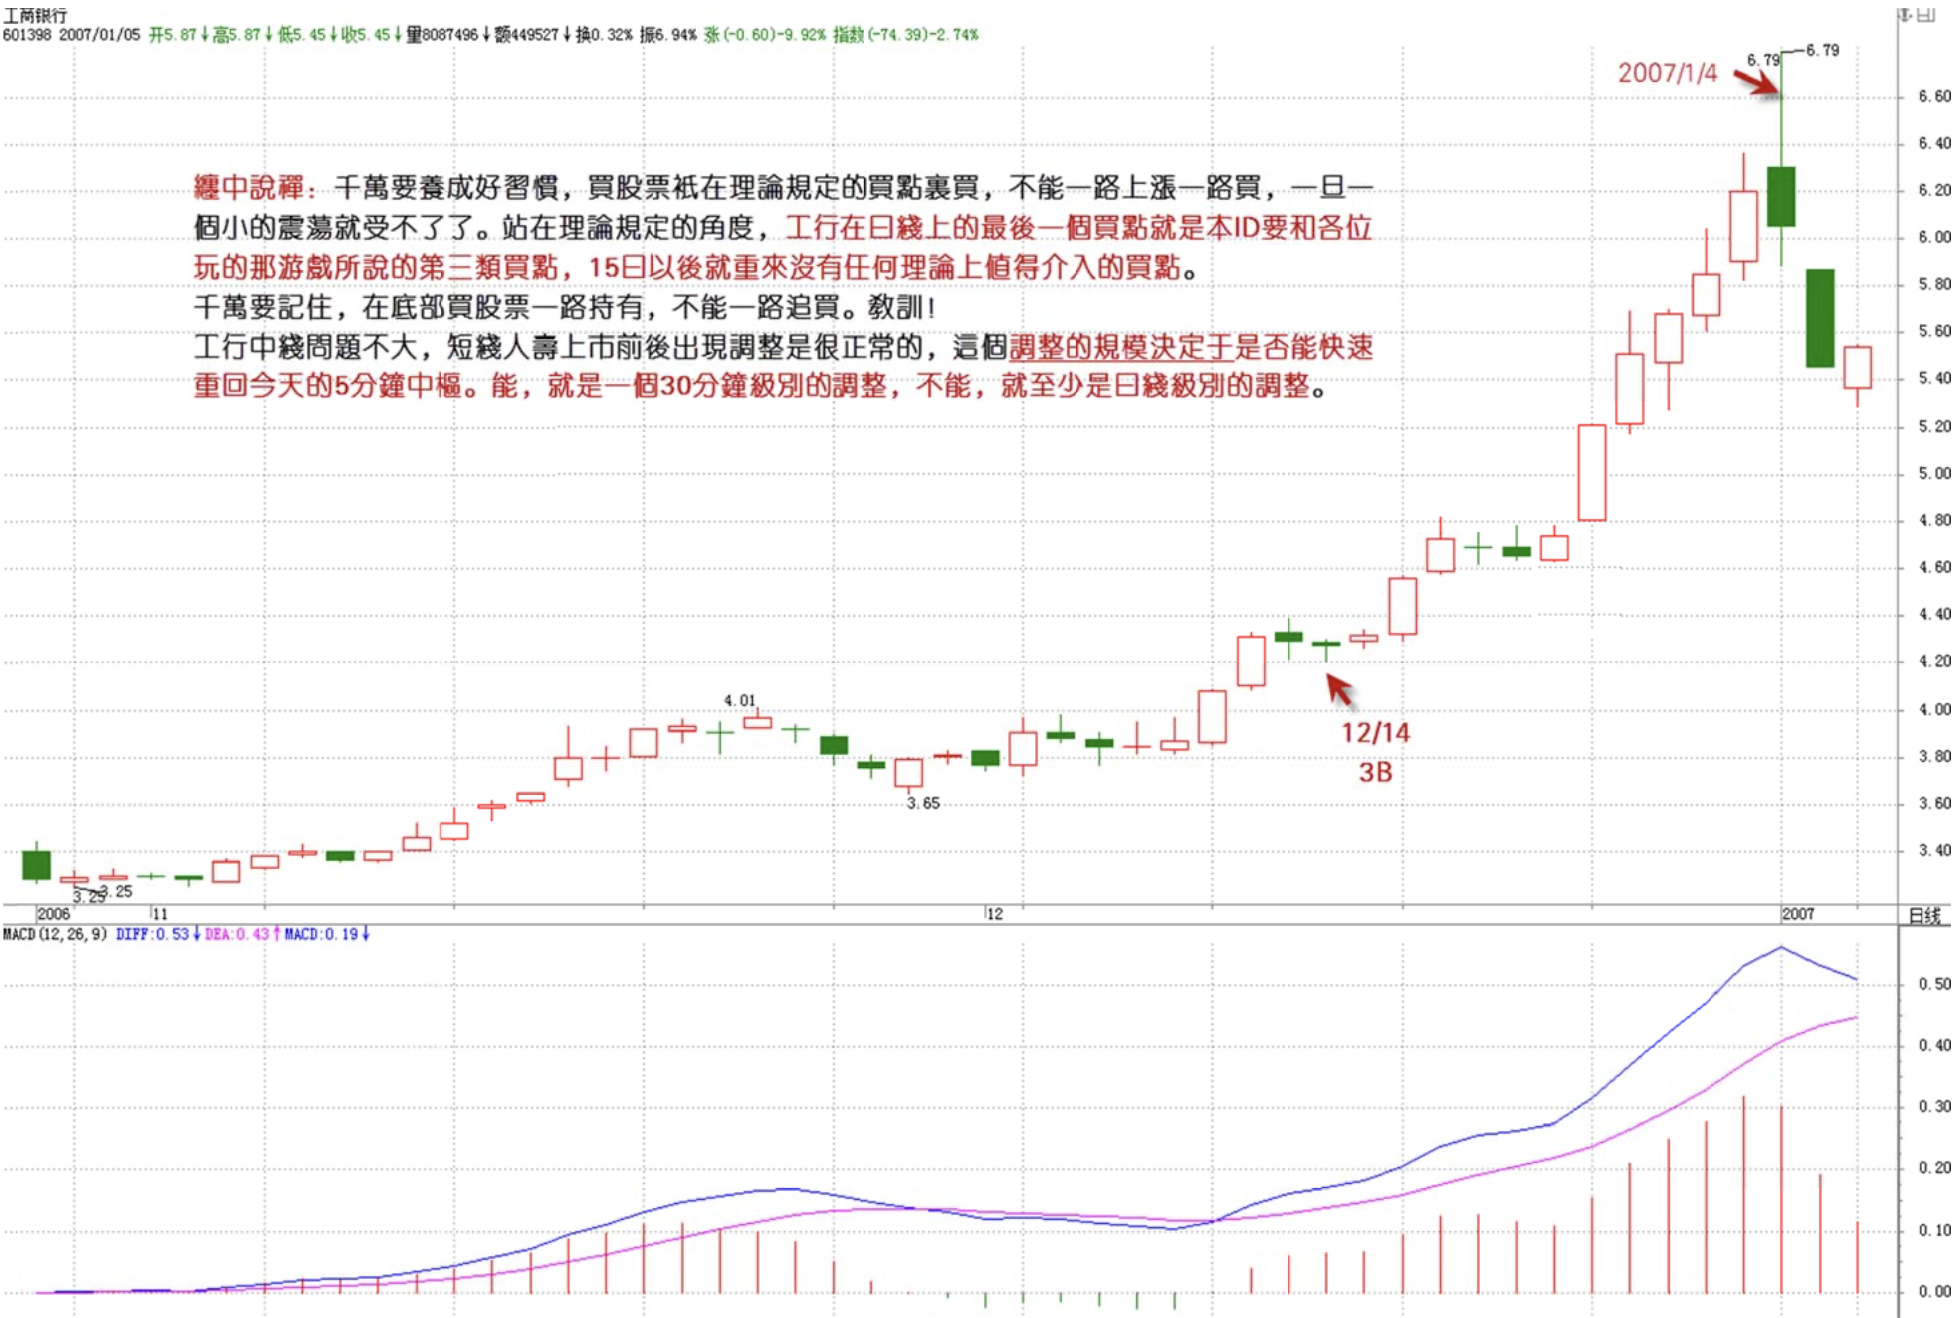 工商银行
601398 2007/01/05 开5.87↓高5.87↓低5.45↓收5.45↓量8087496↓额449527↓换0.32% 振6.94% 涨(-0.60)-9.92% 指数(-74.39)-2.74%
6.79
6.79
2007/1/4
纏中說禪：千萬要養成好習慣，買股票衹在理論規定的買點裏買，不能一路上漲一路買，一旦一
個小的震蕩就受不了了。站在理論規定的角度，工行在日綫上的最後一個買點就是本ID要和各位
玩的那游戲所說的第三類買點，15日以後就重來沒有任何理論上值得介入的買點。
千萬要記住，在底部買股票一路持有，不能一路追買。教訓！
工行中綫問題不大，短綫人壽上市前後出現調整是很正常的，這個調整的規模決定于是否能快速
重回今天的5分鐘中樞。能，就是一個30分鐘級別的調整，不能，就至少是日綫級別的調整。
6.60
6.40
6.20
6.00
5.80
5.60
5.40
5.20
5.00
4.80
4.60
4.40
4.20
4.00
3.80
3.60
3.40
4.01
12/14
3B
3.65
3.25
3.25
2006 11 12 2007 日线
MACD(12,26,9) DIFF:0.53↓ DEA:0.43↑ MACD:0.19↓
0.50
0.40
0.30
0.20
0.10
0.00